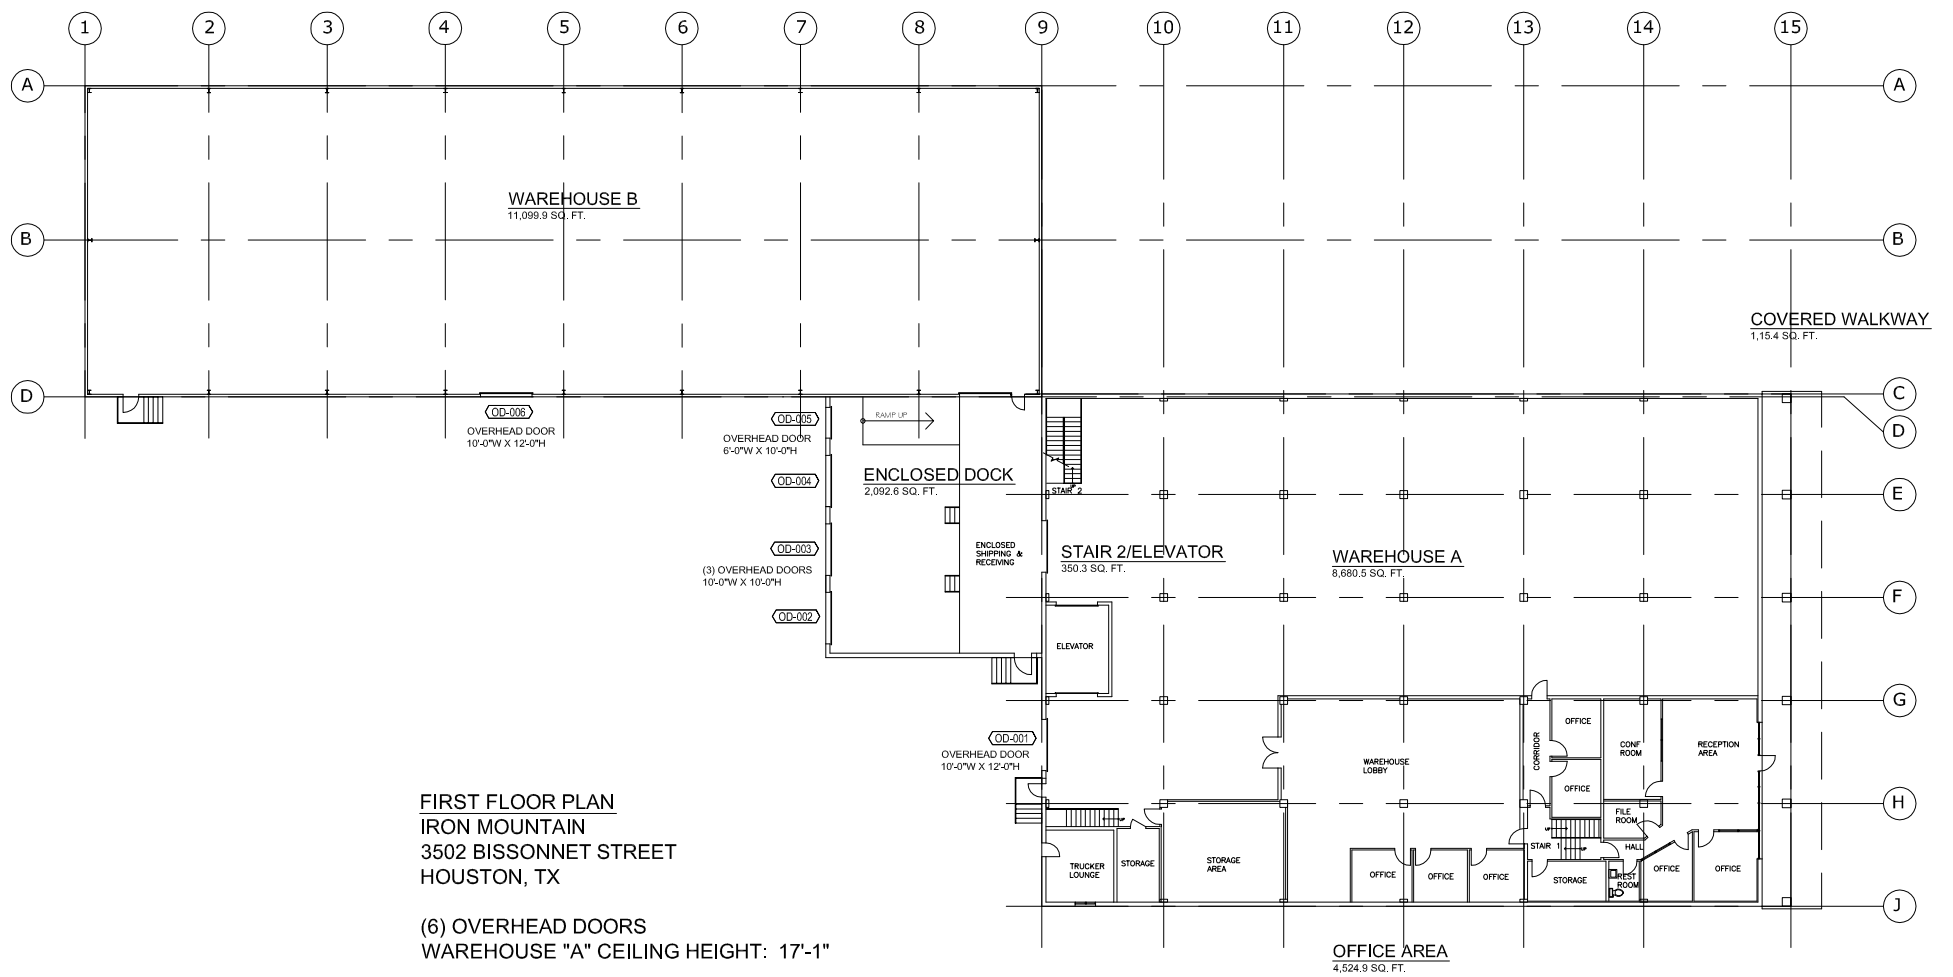 1 2 3 4 5 6 7 8 9 10 11 12 13 14 15
A A
WAREHOUSE B
11,099.9 SQ. FT.
B B
COVERED WALKWAY
1,15.4 SQ. FT.
D C
OD-006
OVERHEAD DOOR
10'-0"W X 12'-0"H
OD-005
OVERHEAD DOOR
6'-0"W X 10'-0"H
RAMP UP
D
ENCLOSED DOCK
2,092.6 SQ. FT.
OD-004
UP
STAIR 2
E
OD-003
(3) OVERHEAD DOORS
10'-0"W X 10'-0"H
ENCLOSED
SHIPPING &
RECEIVING
STAIR 2/ELEVATOR
350.3 SQ. FT.
WAREHOUSE A
8,680.5 SQ. FT.
F
OD-002
ELEVATOR
G
OD-001
OVERHEAD DOOR
10'-0"W X 12'-0"H
WAREHOUSE
LOBBY
CORRIDOR
OFFICE
OFFICE
CONF
ROOM
RECEPTION
AREA
H
UP
FILE
ROOM
UP
UP
STAIR 1
HALL
TRUCKER
LOUNGE
STORAGE
STORAGE
AREA
OFFICE
OFFICE
OFFICE
STORAGE
REST
ROOM
OFFICE
OFFICE
J
FIRST FLOOR PLAN
IRON MOUNTAIN
3502 BISSONNET STREET
HOUSTON, TX
(6) OVERHEAD DOORS
WAREHOUSE "A" CEILING HEIGHT: 17'-1"
OFFICE AREA
4,524.9 SQ. FT.